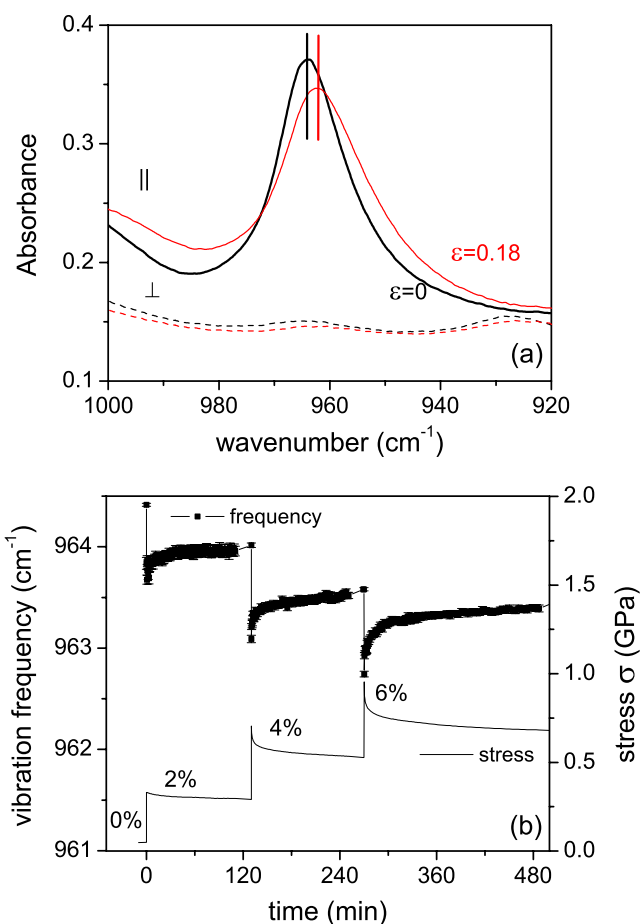 0.4
0.3
0.2
0.1
Absorbance
||
⊥
ε=0.18
ε=0
(a)
1000 980 960 940 920
wavenumber (cm⁻¹)
964
963
962
961
vibration frequency (cm⁻¹)
frequency
2.0
1.5
1.0
0.5
0.0
stress σ (GPa)
6%
4%
2%
0%
stress
(b)
0 120 240 360 480
time (min)